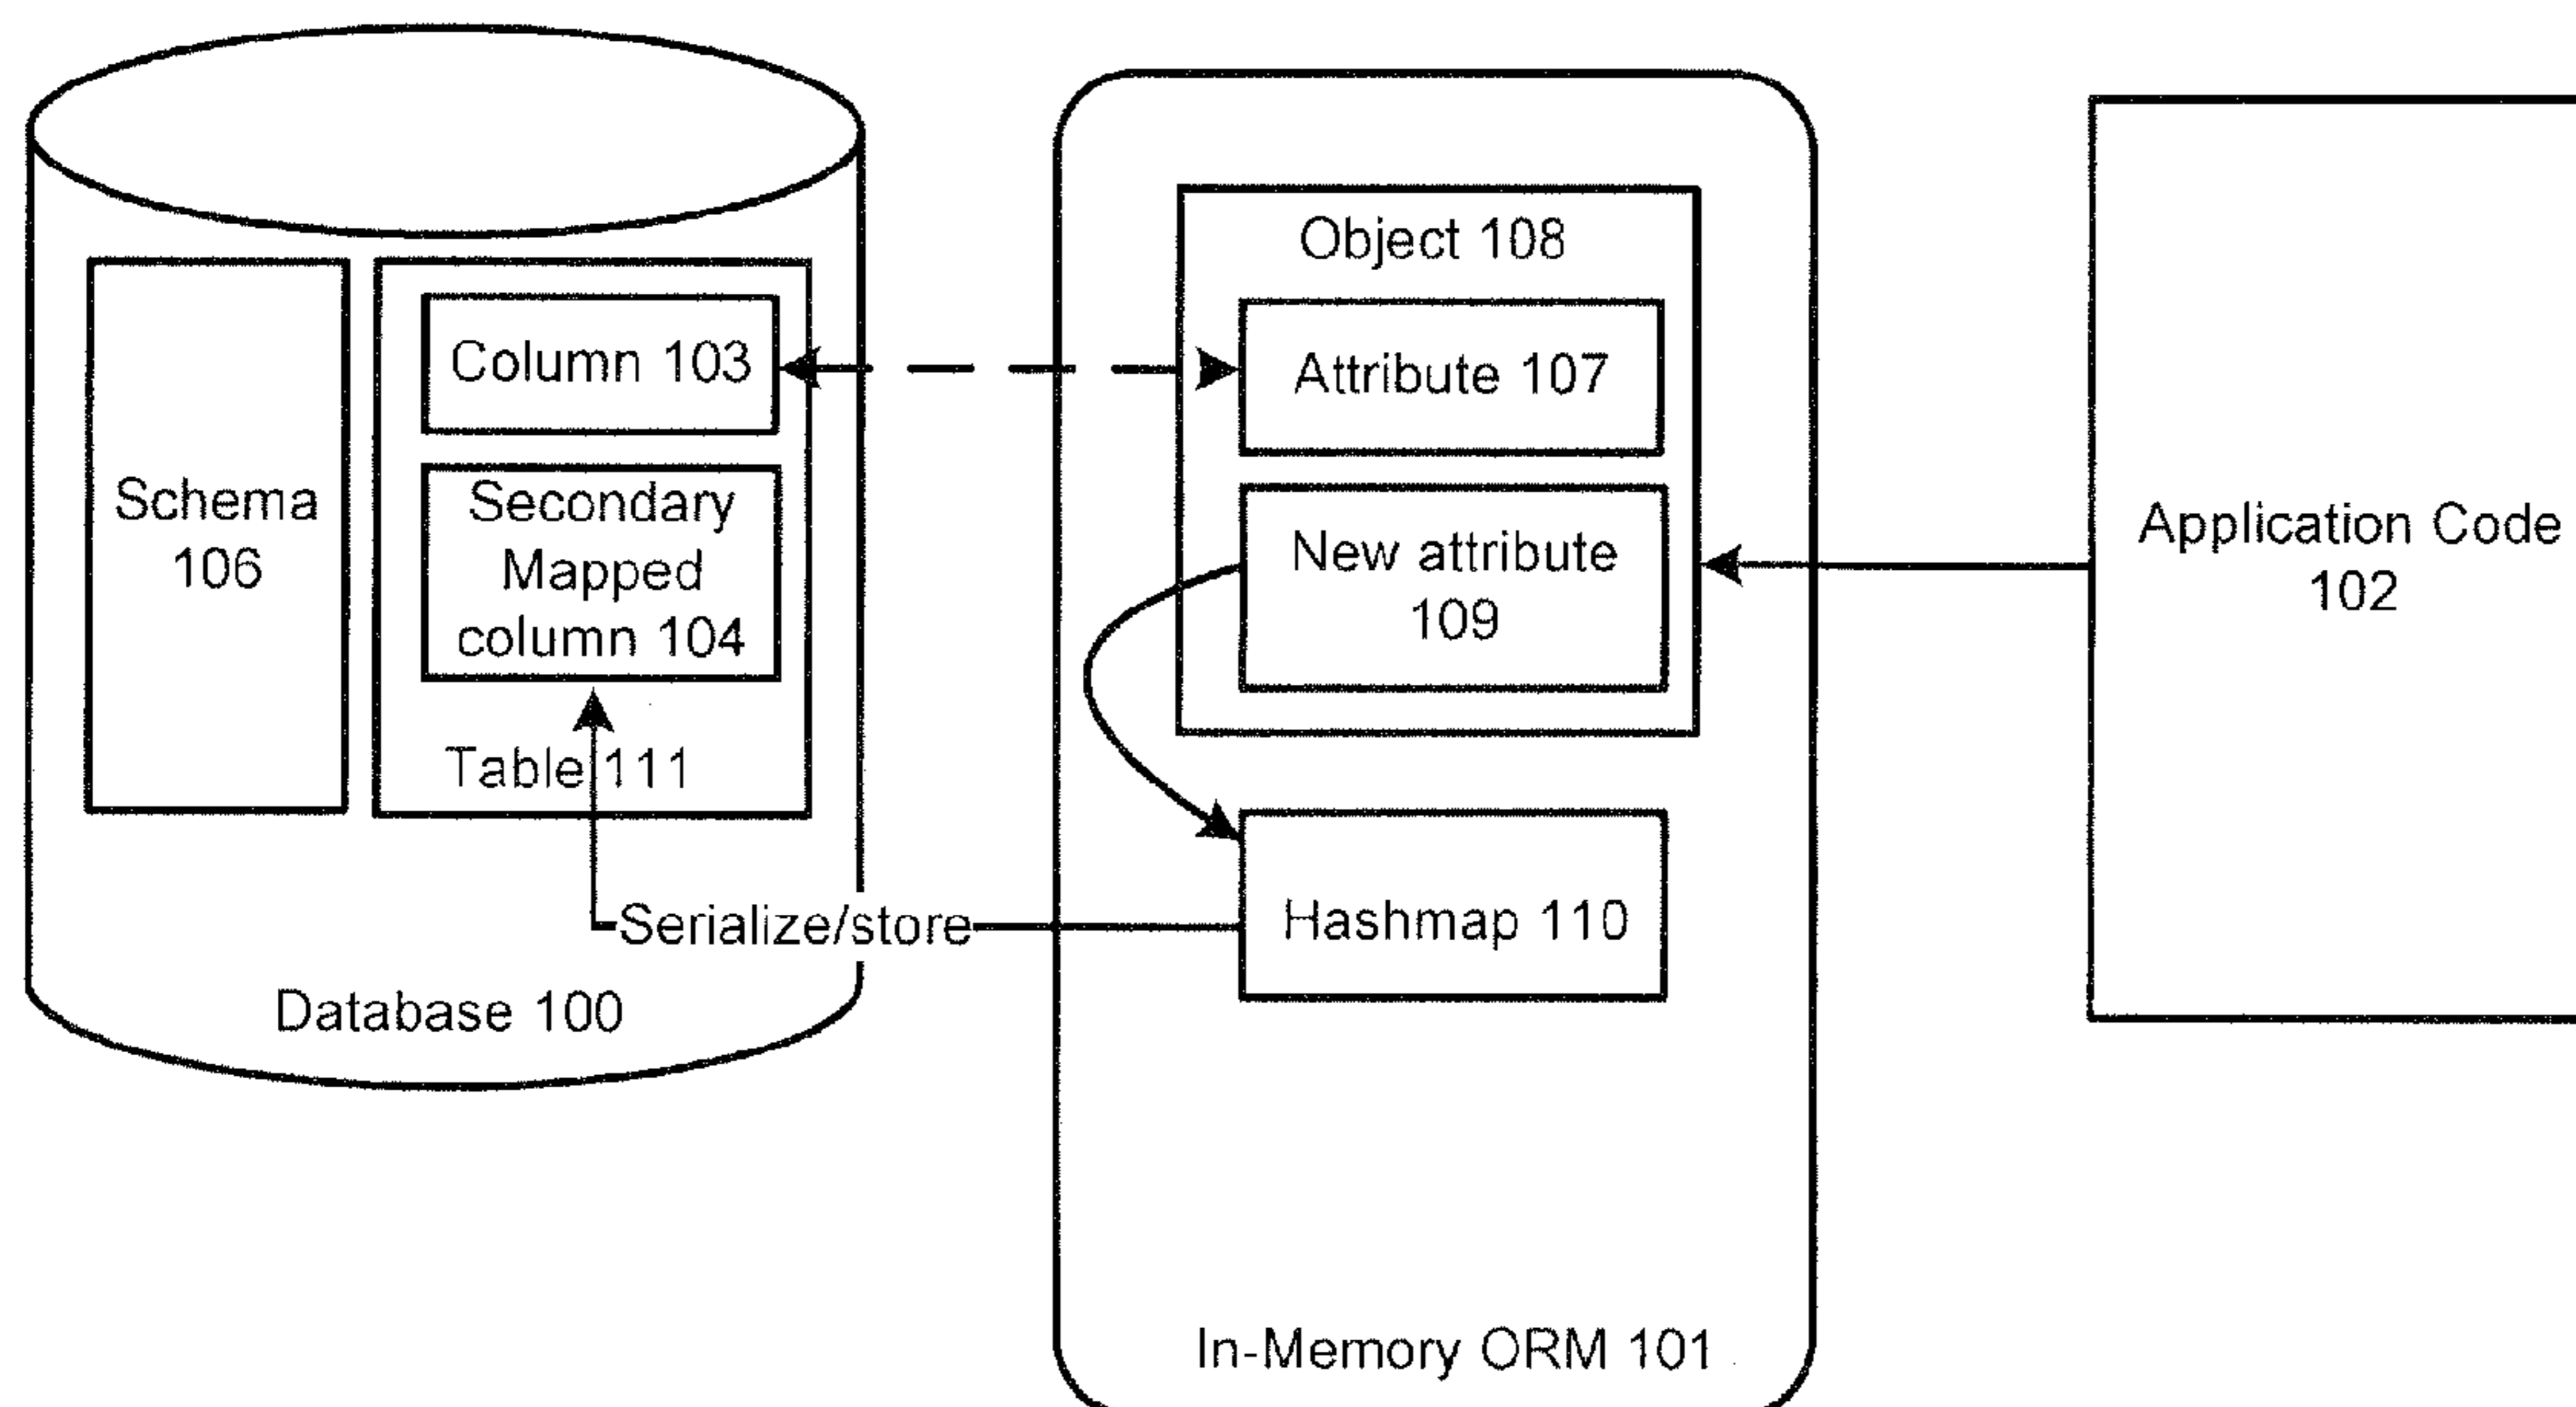 Schema
106
Column 103
Secondary
Mapped
column 104
Table 111
Serialize/store
Database 100
Object 108
Attribute 107
New attribute
109
Hashmap 110
In-Memory ORM 101
Application Code
102